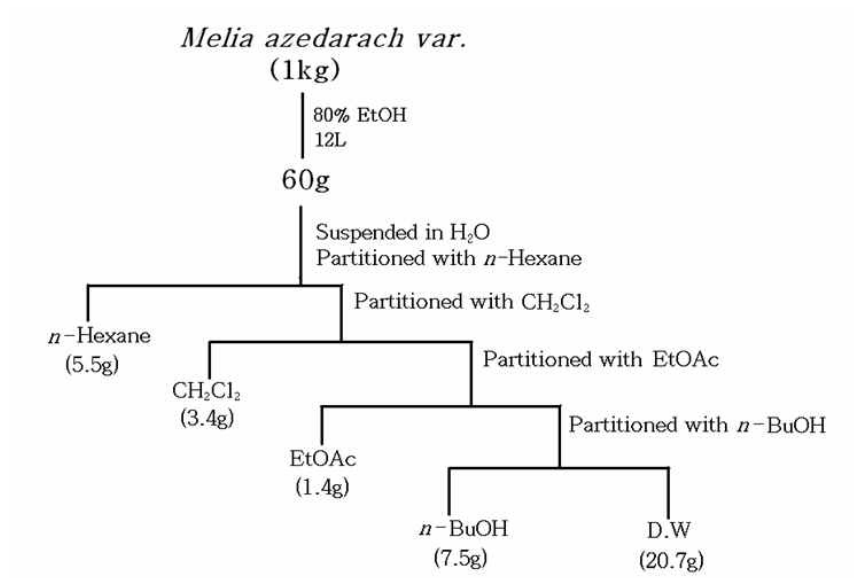 Melia azedarach var.
(1kg)
80% EtOH
12L
60g
Suspended in H₂O
Partitioned with n-Hexane
Partitioned with CH₂Cl₂
n-Hexane
(5.5g)
Partitioned with EtOAc
CH₂Cl₂
(3.4g)
Partitioned with n-BuOH
EtOAc
(1.4g)
n-BuOH
(7.5g)
D.W
(20.7g)